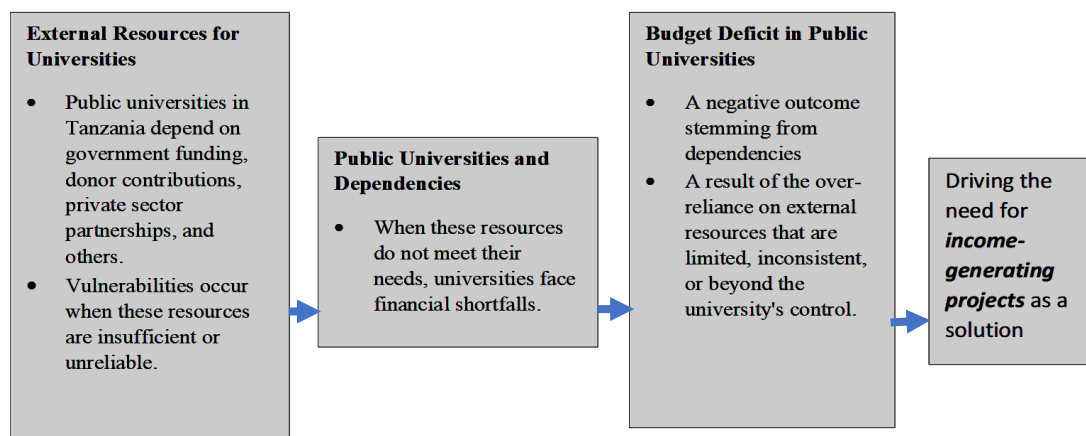 External Resources for
Universities
• Public universities in
Tanzania depend on
government funding,
donor contributions,
private sector
partnerships, and
others.
• Vulnerabilities occur
when these resources
are insufficient or
unreliable.
Public Universities and
Dependencies
• When these resources
do not meet their
needs, universities face
financial shortfalls.
Budget Deficit in Public
Universities
• A negative outcome
stemming from
dependencies
• A result of the over-
reliance on external
resources that are
limited, inconsistent,
or beyond the
university's control.
Driving the
need for
income-
generating
projects as a
solution